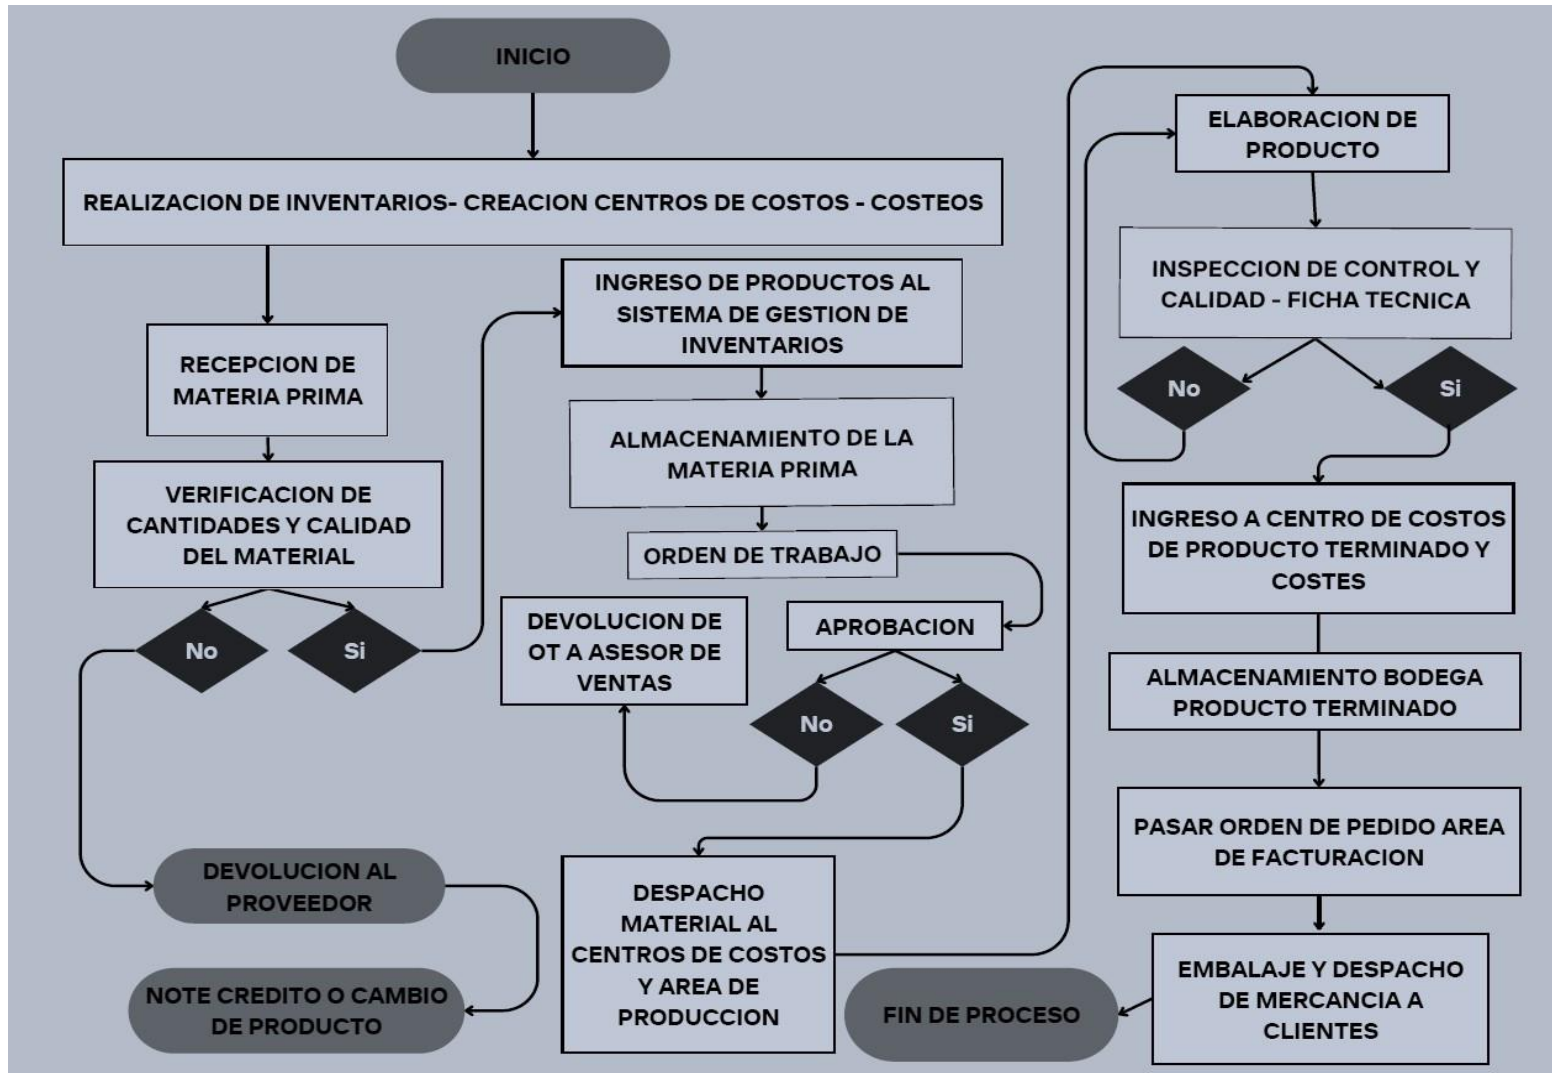 INICIO
REALIZACION DE INVENTARIOS- CREACION CENTROS DE COSTOS - COSTEOS
RECEPCION DE
MATERIA PRIMA
VERIFICACION DE
CANTIDADES Y CALIDAD
DEL MATERIAL
No
Si
DEVOLUCION AL
PROVEEDOR
NOTE CREDITO O CAMBIO
DE PRODUCTO
INGRESO DE PRODUCTOS AL
SISTEMA DE GESTION DE
INVENTARIOS
ALMACENAMIENTO DE LA
MATERIA PRIMA
ORDEN DE TRABAJO
APROBACION
No
Si
DEVOLUCION DE
OT A ASESOR DE
VENTAS
DESPACHO
MATERIAL AL
CENTROS DE COSTOS
Y AREA DE
PRODUCCION
ELABORACION DE
PRODUCTO
INSPECCION DE CONTROL Y
CALIDAD - FICHA TECNICA
No
Si
INGRESO A CENTRO DE COSTOS
DE PRODUCTO TERMINADO Y
COSTES
ALMACENAMIENTO BODEGA
PRODUCTO TERMINADO
PASAR ORDEN DE PEDIDO AREA
DE FACTURACION
EMBALAJE Y DESPACHO
DE MERCANCIA A
CLIENTES
FIN DE PROCESO